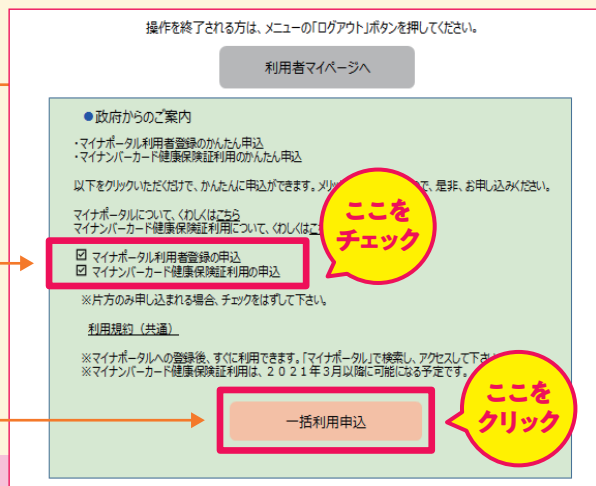 操作を終了される方は、メニューの「ログアウト」ボタンを押してください。
利用者マイページへ
●政府からのご案内
・マイナポータル利用者登録のかんたん申込
・マイナンバーカード健康保険証利用のかんたん申込
以下をクリックいただくだけで、かんたんに申込ができます。メリッ
で、是非、お申し込みください。
ここを
チェック
マイナポータルについて、くわしくはこちら
マイナンバーカード健康保険証利用について、くわしくはこ
☑ マイナポータル利用者登録の申込
☑ マイナンバーカード健康保険証利用の申込
※片方のみ申し込まれる場合、チェックをはずして下さい。
利用規約（共通）
※マイナポータルへの登録後、すぐに利用できます。「マイナポータル」で検索し、アクセスして下さ
※マイナンバーカード健康保険証利用は、２０２１年３月以降に可能になる予定です。
ここを
クリック
一括利用申込